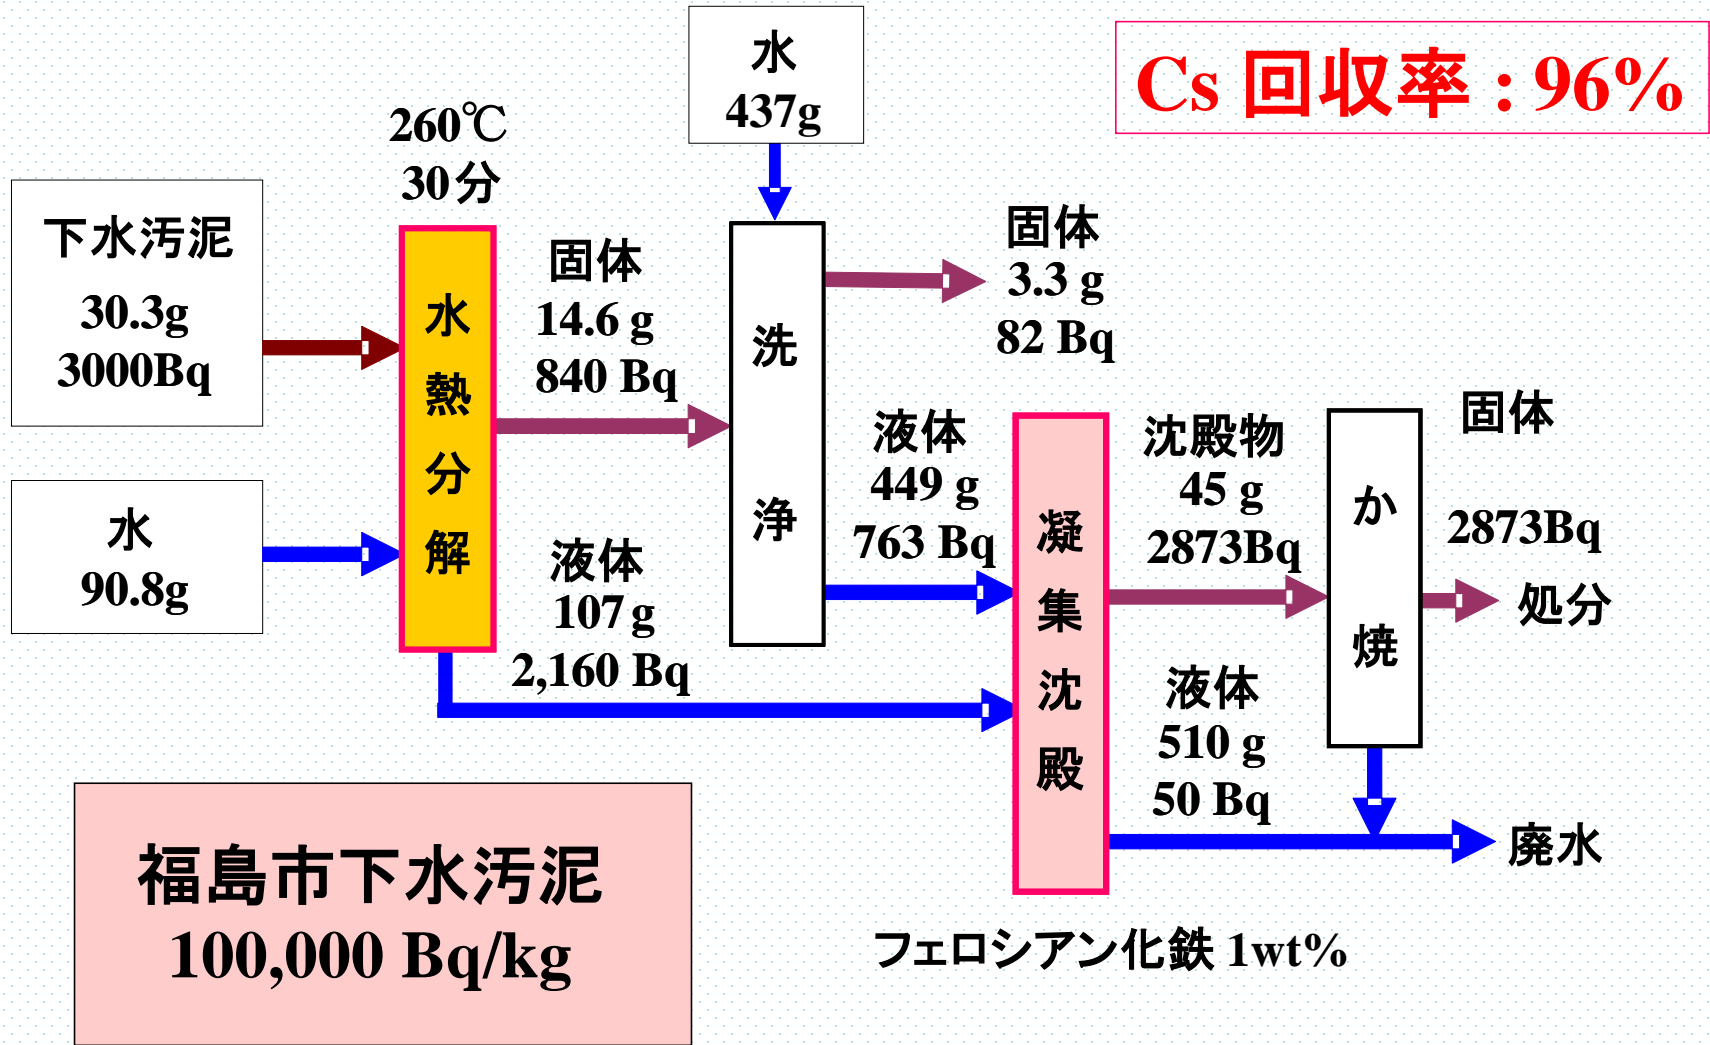 水
437g
Cs 回収率 : 96%
260℃
30分
下水汚泥
30.3g
3000Bq
水
90.8g
水熱分解
固体
14.6 g
840 Bq
液体
107 g
2,160 Bq
洗浄
固体
3.3 g
82 Bq
液体
449 g
763 Bq
凝集沈殿
沈殿物
45 g
2873Bq
液体
510 g
50 Bq
か焼
固体
2873Bq
処分
廃水
福島市下水汚泥
100,000 Bq/kg
フェロシアン化鉄 1wt%